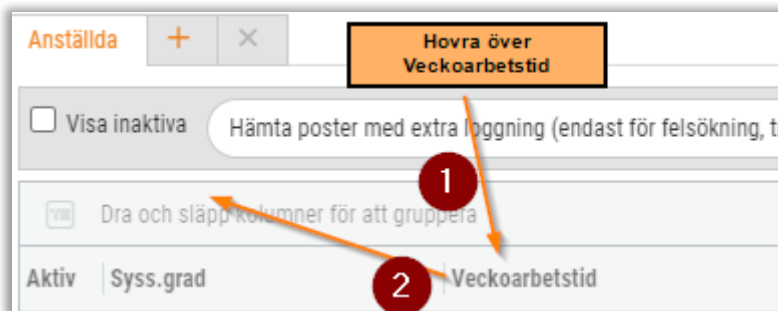 Anställda + ×
Hovra över
Veckoarbetstid
Visa inaktiva
Hämta poster med extra loggning (endast för felsökning, t
1
Dra och släpp kolumner för att gruppera
2
Aktiv Syss.grad Veckoarbetstid